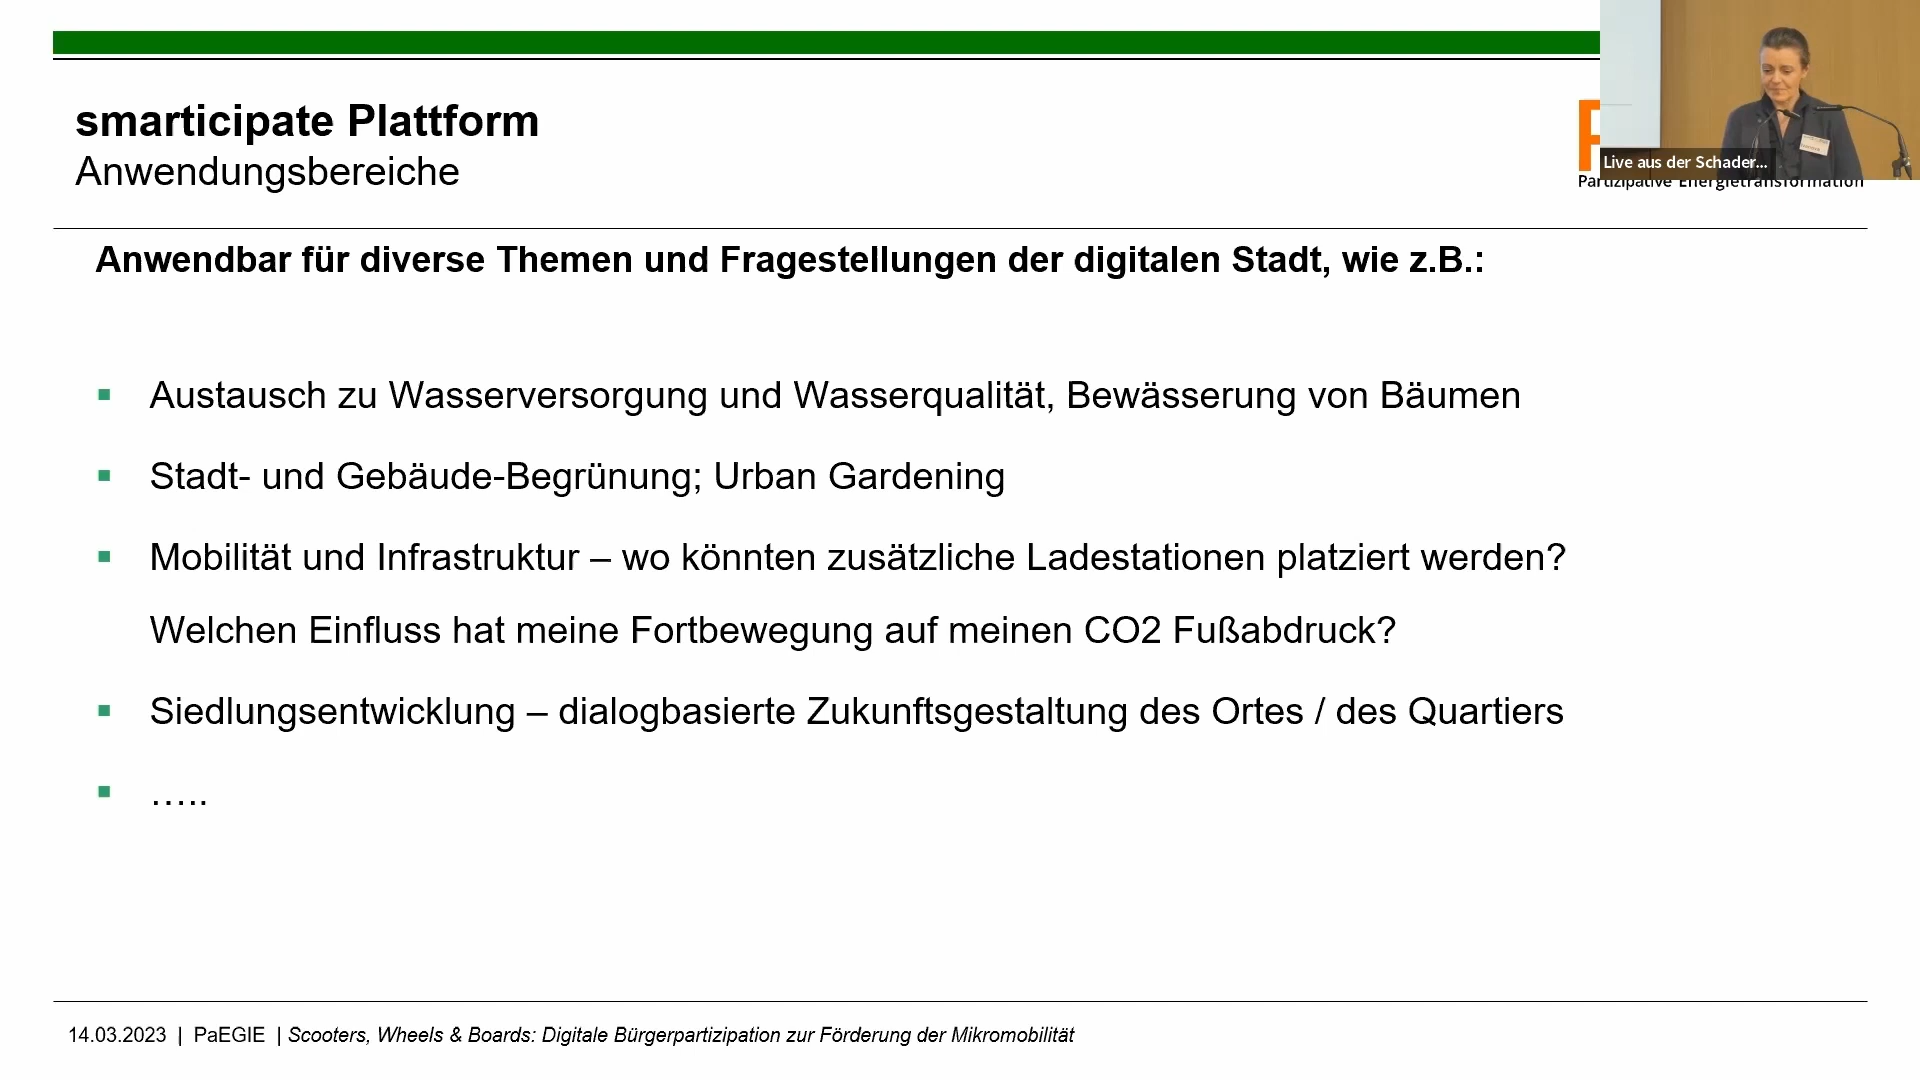 smarticipate Plattform
Anwendungsbereiche
Live aus der Schader...
Partizipative Energietransformation
Anwendbar für diverse Themen und Fragestellungen der digitalen Stadt, wie z.B.:
▪ Austausch zu Wasserversorgung und Wasserqualität, Bewässerung von Bäumen
▪ Stadt- und Gebäude-Begrünung; Urban Gardening
▪ Mobilität und Infrastruktur – wo könnten zusätzliche Ladestationen platziert werden?
Welchen Einfluss hat meine Fortbewegung auf meinen CO2 Fußabdruck?
▪ Siedlungsentwicklung – dialogbasierte Zukunftsgestaltung des Ortes / des Quartiers
▪ …..
14.03.2023 | PaEGIE | Scooters, Wheels & Boards: Digitale Bürgerpartizipation zur Förderung der Mikromobilität